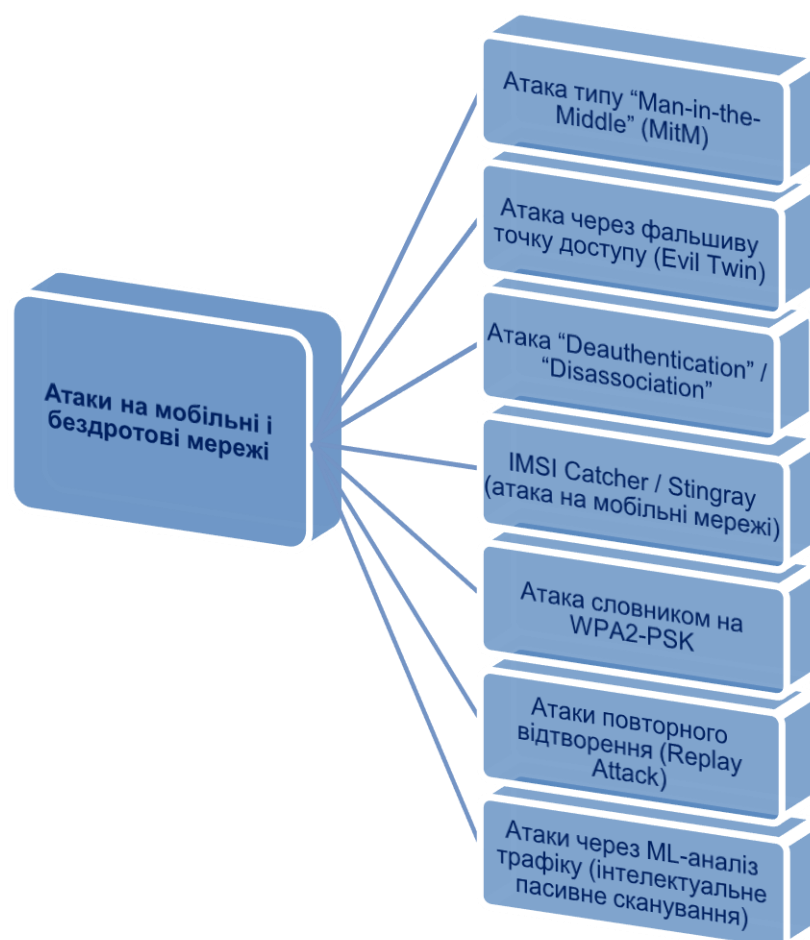 Атаки на мобільні і
бездротові мережі
Атака типу “Man-in-the-
Middle” (MitM)
Атака через фальшиву
точку доступу (Evil Twin)
Атака “Deauthentication” /
“Disassociation”
IMSI Catcher / Stingray
(атака на мобільні мережі)
Атака словником на
WPA2-PSK
Атаки повторного
відтворення (Replay
Attack)
Атаки через ML-аналіз
трафіку (інтелектуальне
пасивне сканування)